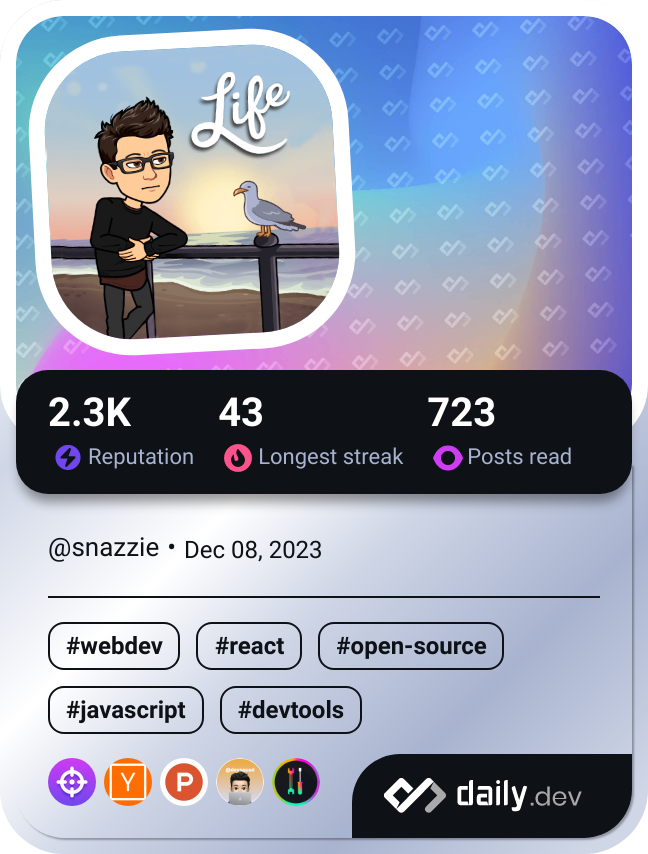 Life
2.3K 43 723
Reputation Longest streak Posts read
@snazzie • Dec 08, 2023
#webdev #react #open-source
#javascript #devtools
Y P
daily.dev